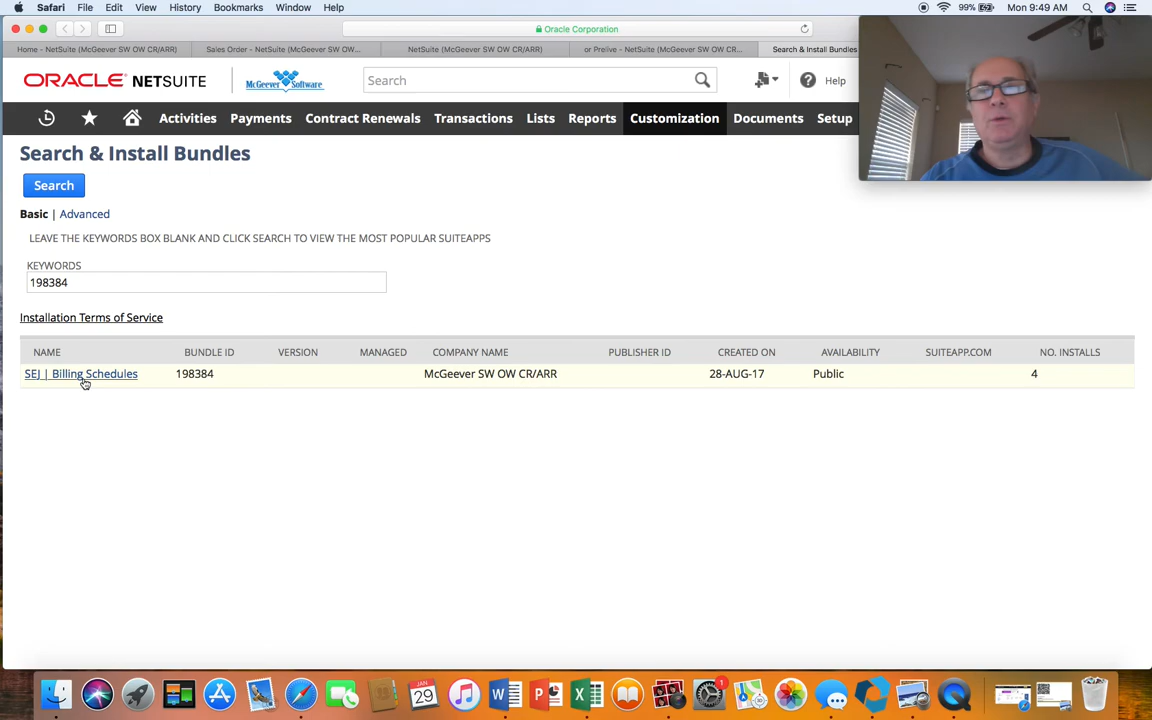 Safari File Edit View History Bookmarks Window Help 99% Mon 9:49 AM
Oracle Corporation
Home - NetSuite (McGeever SW OW CR/ARR) Sales Order - NetSuite (McGeever SW OW... NetSuite (McGeever SW OW CR/ARR) or Prelive - NetSuite (McGeever SW OW CR... Search & Install Bundles
ORACLE NETSUITE McGeever Software Search Help
Activities Payments Contract Renewals Transactions Lists Reports Customization Documents Setup
Search & Install Bundles
Search
Basic | Advanced
LEAVE THE KEYWORDS BOX BLANK AND CLICK SEARCH TO VIEW THE MOST POPULAR SUITEAPPS
KEYWORDS
198384
Installation Terms of Service
NAME BUNDLE ID VERSION MANAGED COMPANY NAME PUBLISHER ID CREATED ON AVAILABILITY SUITEAPP.COM NO. INSTALLS
SEJ | Billing Schedules 198384 McGeever SW OW CR/ARR 28-AUG-17 Public 4
JAN
29
1